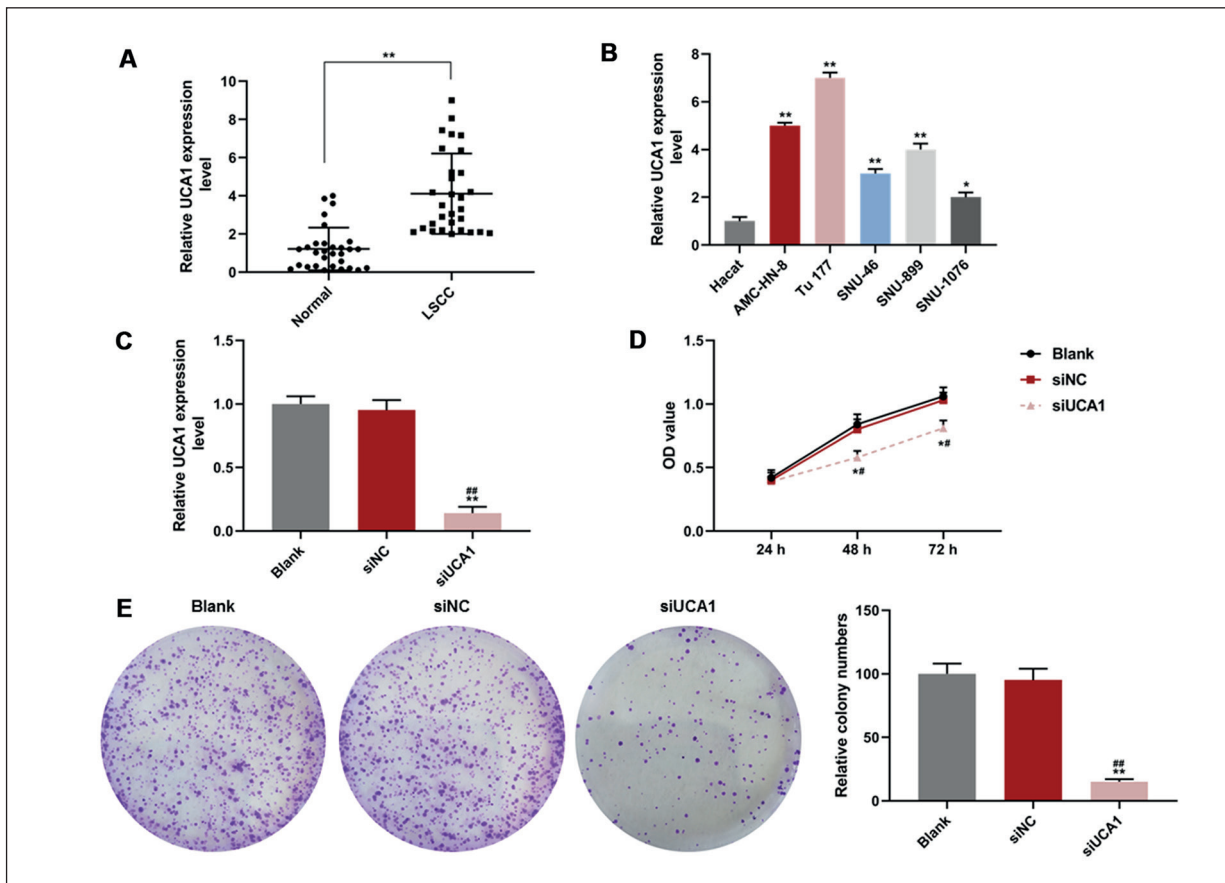 A
**
Relative UCA1 expression
level
10
8
6
4
2
0
Normal
LSCC
B
Relative UCA1 expression
level
8
6
4
2
0
**
**
**
**
*
Hacat
AMC-HN-8
Tu 177
SNU-46
SNU-899
SNU-1076
C
Relative UCA1 expression
level
1.5
1.0
0.5
0.0
##
**
Blank
siNC
siUCA1
D
OD value
1.5
1.0
0.5
0.0
*#
*#
24 h
48 h
72 h
Blank
siNC
siUCA1
E
Blank
siNC
siUCA1
Relative colony numbers
150
100
50
0
##
**
Blank
siNC
siUCA1